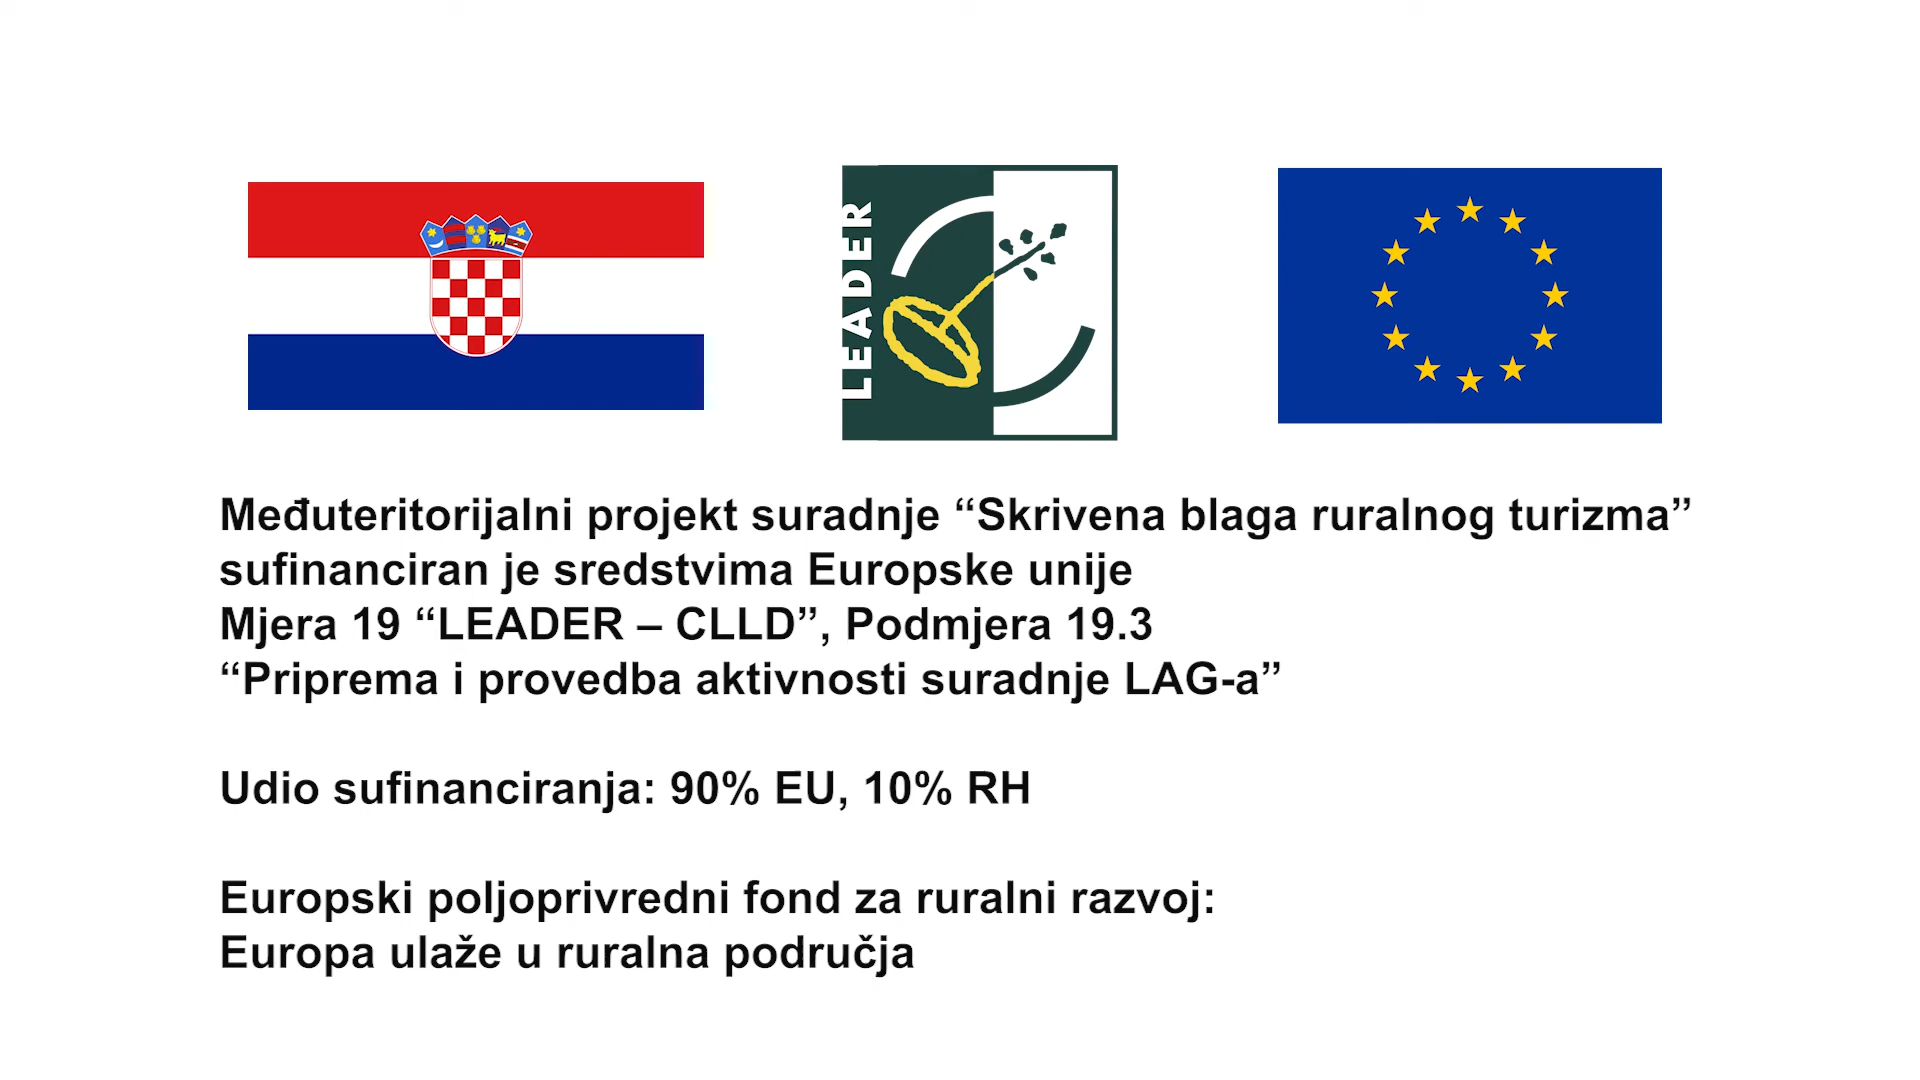 LEADER
Međuteritorijalni projekt suradnje “Skrivena blaga ruralnog turizma”
sufinanciran je sredstvima Europske unije
Mjera 19 “LEADER – CLLD”, Podmjera 19.3
“Priprema i provedba aktivnosti suradnje LAG-a”
Udio sufinanciranja: 90% EU, 10% RH
Europski poljoprivredni fond za ruralni razvoj:
Europa ulaže u ruralna područja